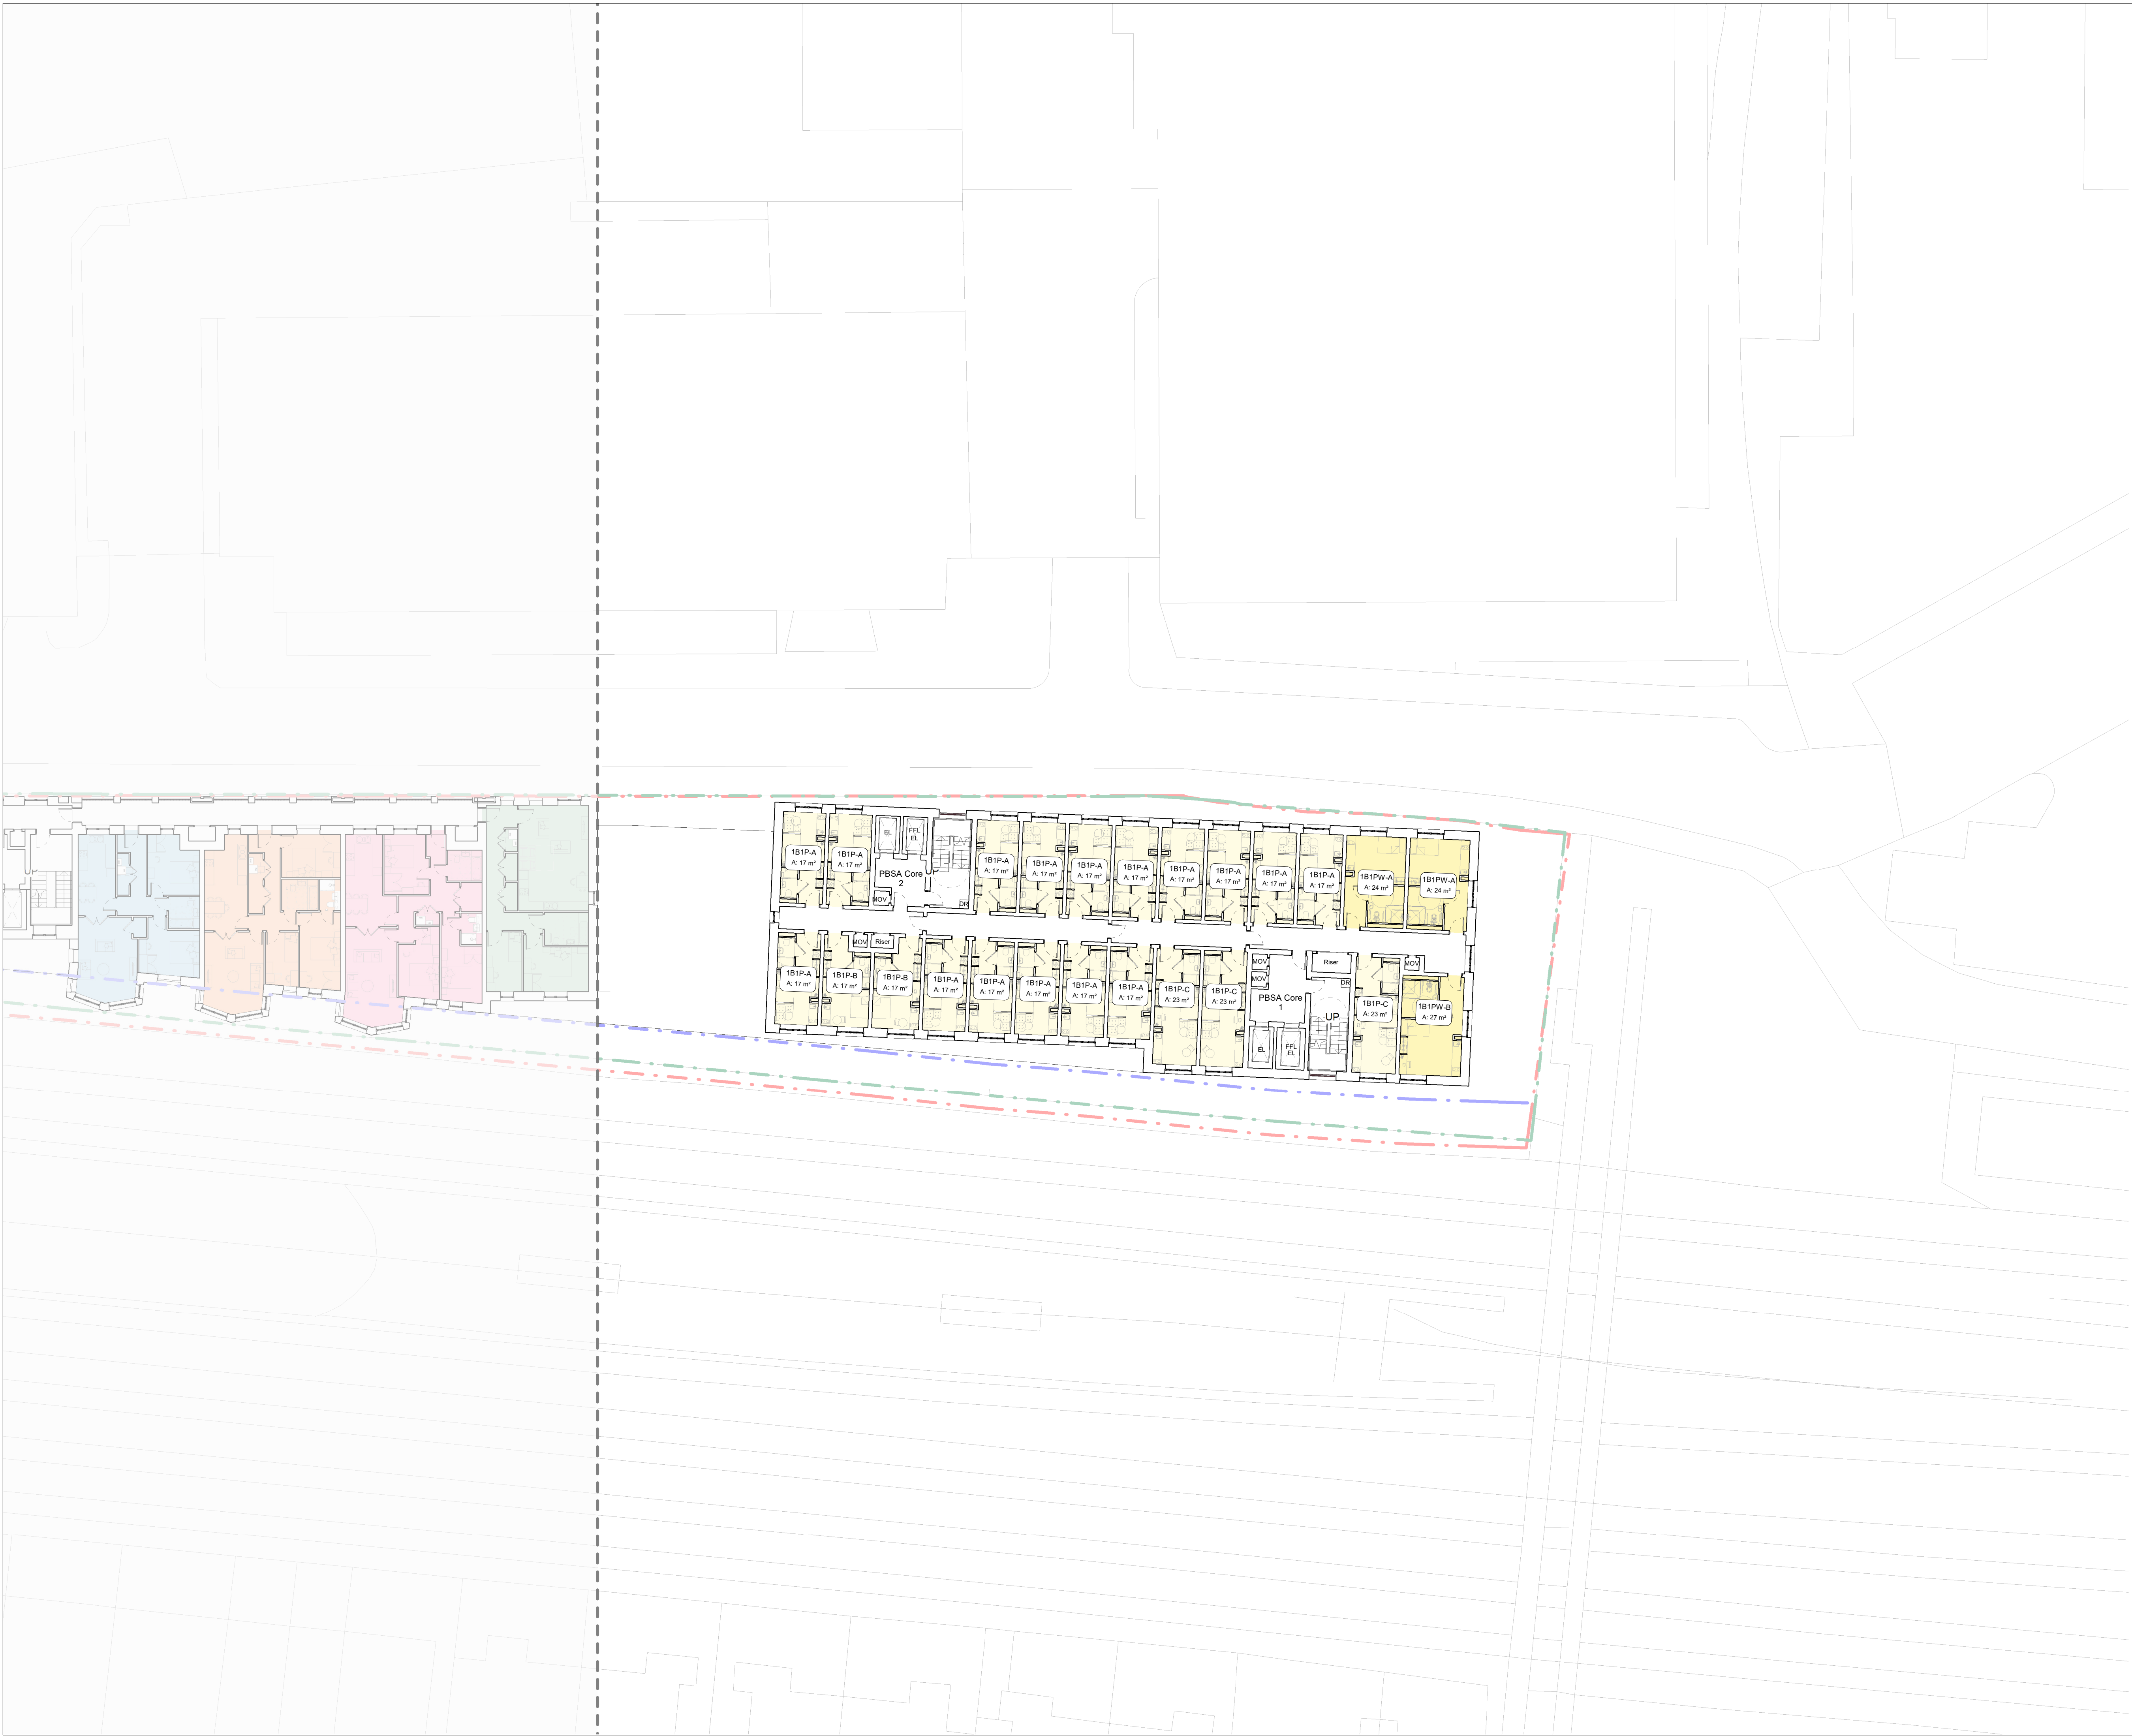 1B1P-A
A: 17 m²
1B1P-A
A: 17 m²
EL
FFL
EL
PBSA Core
2
MOV
DR
1B1P-A
A: 17 m²
1B1P-A
A: 17 m²
1B1P-A
A: 17 m²
1B1P-A
A: 17 m²
1B1P-A
A: 17 m²
1B1P-A
A: 17 m²
1B1P-A
A: 17 m²
1B1P-A
A: 17 m²
1B1PW-A
A: 24 m²
1B1PW-A
A: 24 m²
1B1P-A
A: 17 m²
MOV
Riser
1B1P-B
A: 17 m²
1B1P-B
A: 17 m²
1B1P-A
A: 17 m²
1B1P-A
A: 17 m²
1B1P-A
A: 17 m²
1B1P-A
A: 17 m²
1B1P-A
A: 17 m²
1B1P-C
A: 23 m²
1B1P-C
A: 23 m²
MOV
MOV
Riser
DR
PBSA Core
1
UP
EL
FFL
EL
1B1P-C
A: 23 m²
MOV
1B1PW-B
A: 27 m²